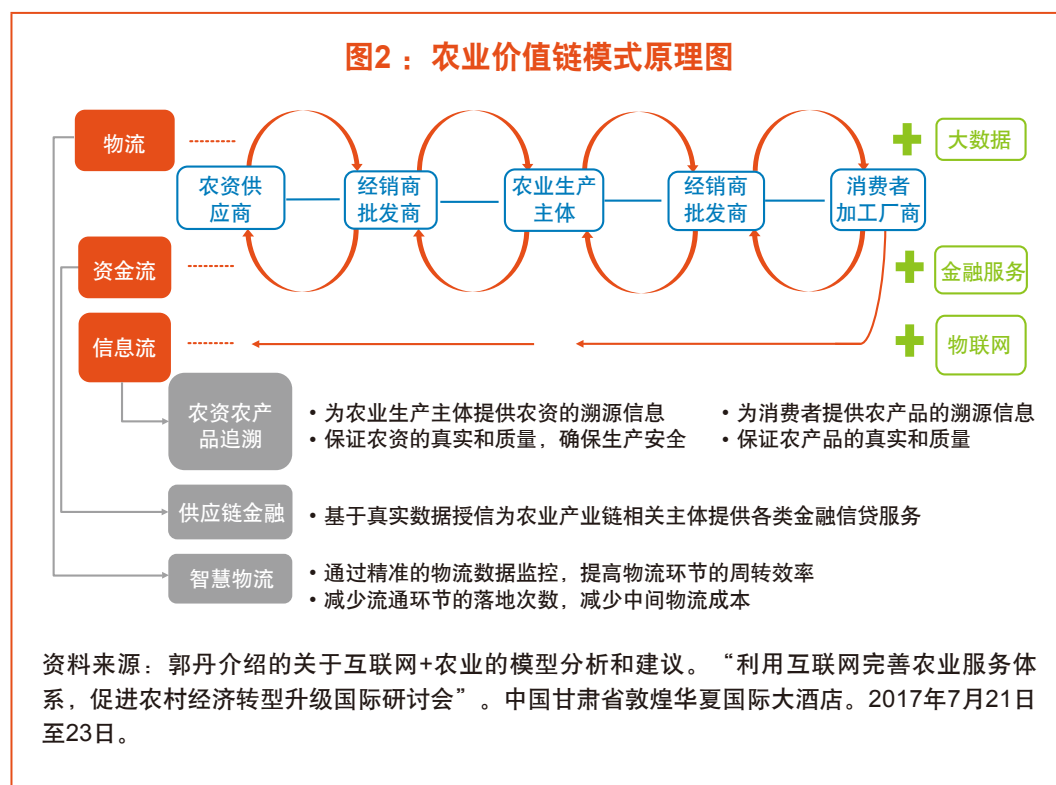 图2 ：农业价值链模式原理图
物流
大数据
农资供
应商
经销商
批发商
农业生产
主体
经销商
批发商
消费者
加工厂商
资金流
金融服务
信息流
物联网
农资农产
品追溯
• 为农业生产主体提供农资的溯源信息
• 保证农资的真实和质量，确保生产安全
• 为消费者提供农产品的溯源信息
• 保证农产品的真实和质量
供应链金融
• 基于真实数据授信为农业产业链相关主体提供各类金融信贷服务
智慧物流
• 通过精准的物流数据监控，提高物流环节的周转效率
• 减少流通环节的落地次数，减少中间物流成本
资料来源：郭丹介绍的关于互联网+农业的模型分析和建议。“利用互联网完善农业服务体
系，促进农村经济转型升级国际研讨会”。中国甘肃省敦煌华夏国际大酒店。2017年7月21日
至23日。